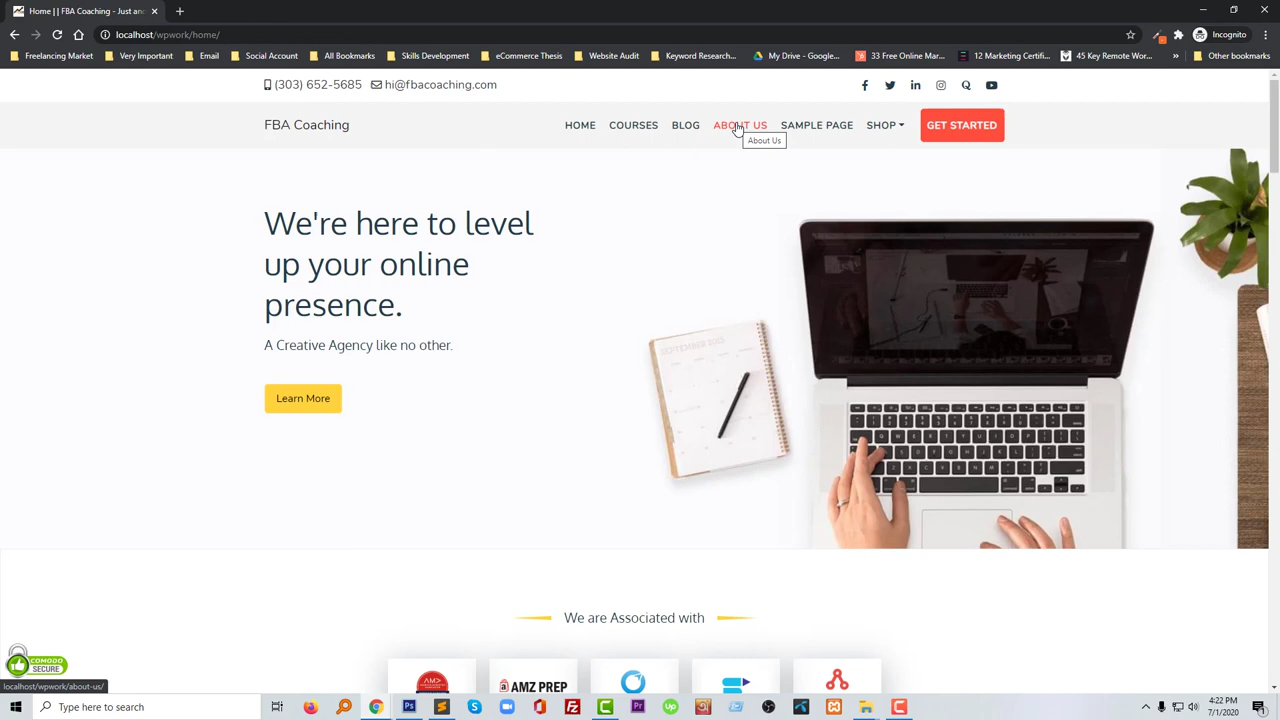 Home || FBA Coaching - Just and
Incognito
localhost/wpwork/home/
Freelancing Market
Very Important
Email
Social Account
All Bookmarks
Skills Development
eCommerce Thesis
Website Audit
Keyword Research...
My Drive - Google...
33 Free Online Mar...
12 Marketing Certifi...
45 Key Remote Wor...
Other bookmarks
(303) 652-5685
hi@fbacoaching.com
FBA Coaching
HOME
COURSES
BLOG
ABOUT US
SAMPLE PAGE
SHOP
GET STARTED
About Us
We're here to level
up your online
presence.
A Creative Agency like no other.
Learn More
We are Associated with
AMZ PREP
COMODO
SECURE
localhost/wpwork/about-us/
Type here to search
4:22 PM
7/1/2020